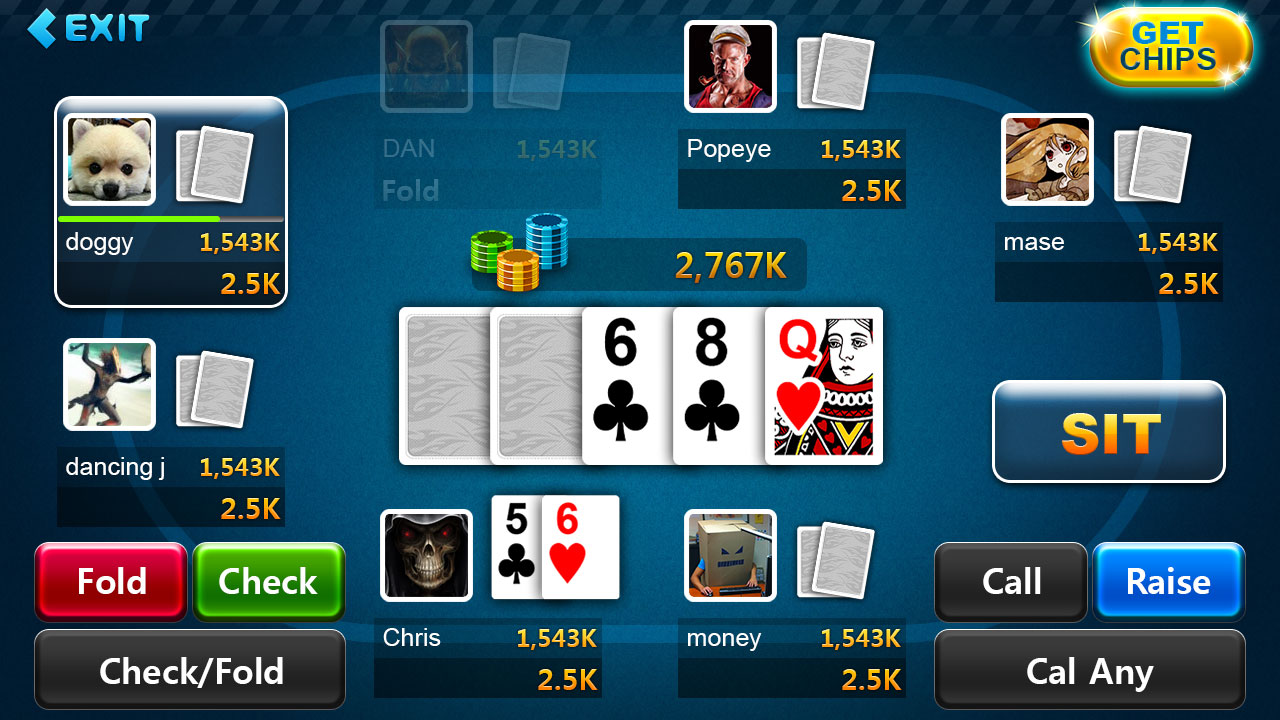 EXIT
GET
CHIPS
DAN 1,543K
Fold
Popeye 1,543K
2.5K
doggy 1,543K
2.5K
mase 1,543K
2.5K
2,767K
6 8 Q
dancing j 1,543K
2.5K
SIT
5 6
Fold Check
Call Raise
Chris 1,543K
2.5K
money 1,543K
2.5K
Check/Fold
Cal Any